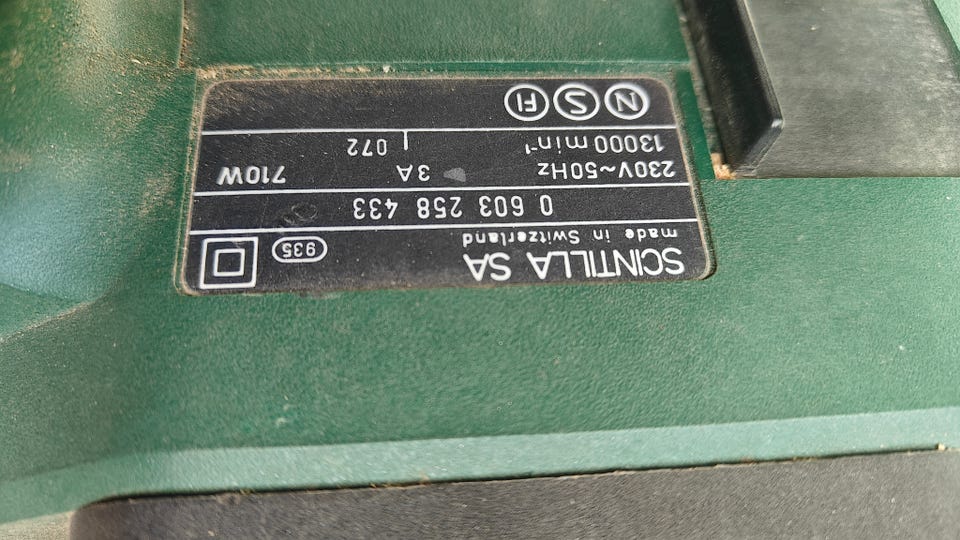 SCINTILLA SA
made in Switzerland
935
0 603 258 433
230V~50Hz 3A 710W
13000 min⁻¹ 072
N S FI